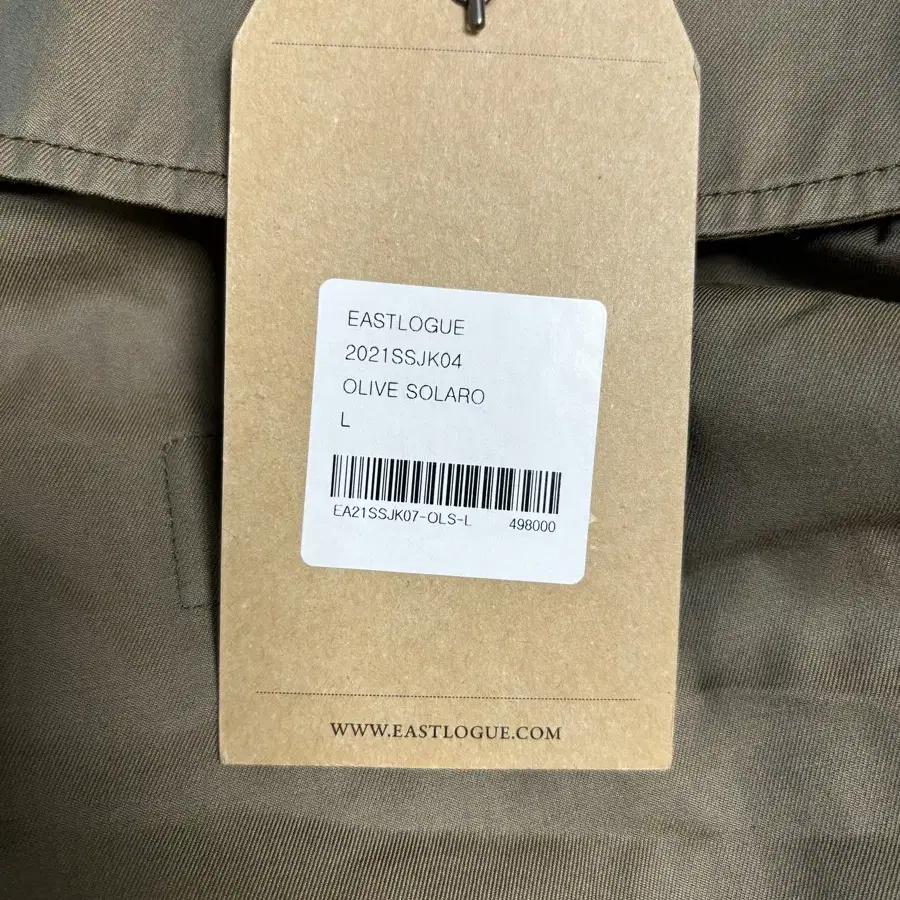 EASTLOGUE
2021SSJK04
OLIVE SOLARO
L
EA21SSJK07-OLS-L 498000
WWW.EASTLOGUE.COM